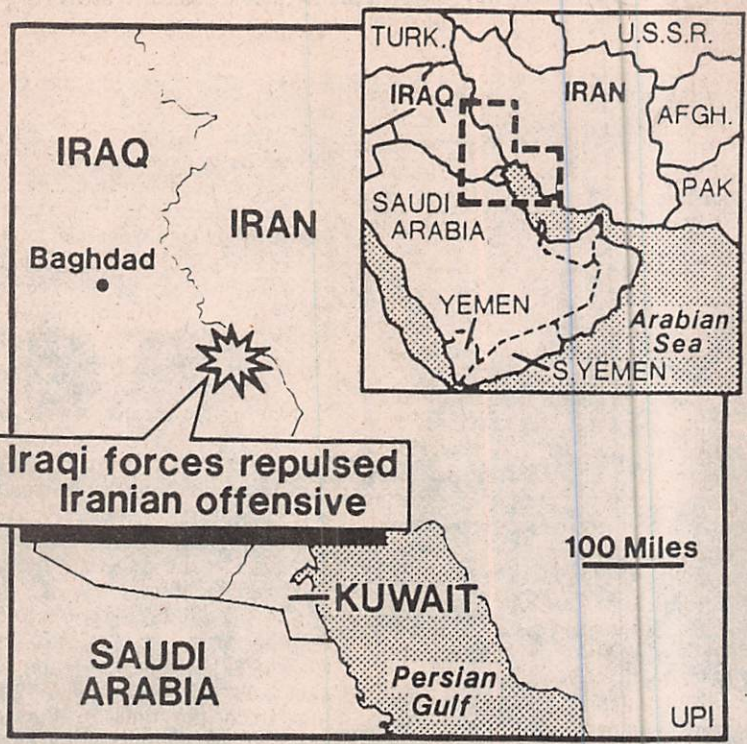 TURK.
U.S.S.R.
IRAQ
IRAN
AFGH.
PAK
SAUDI
ARABIA
YEMEN
S.YEMEN
Arabian
Sea
IRAQ
IRAN
Baghdad
Iraqi forces repulsed
Iranian offensive
100 Miles
KUWAIT
SAUDI
ARABIA
Persian
Gulf
UPI